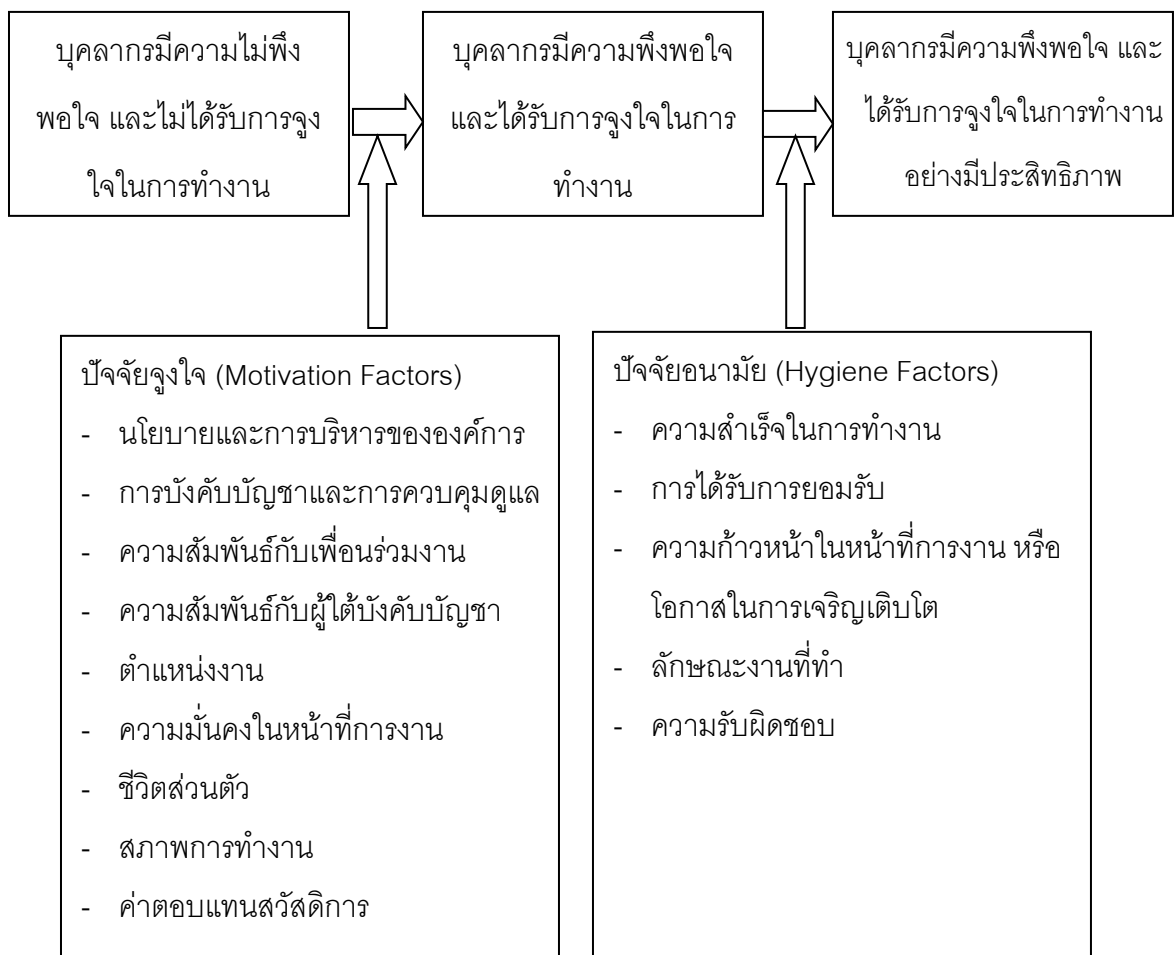 บุคลากรมีความไม่พึง
พอใจ และไม่ได้รับการจูง
ใจในการทำงาน
บุคลากรมีความพึงพอใจ
และได้รับการจูงใจในการ
ทำงาน
บุคลากรมีความพึงพอใจ และ
ได้รับการจูงใจในการทำงาน
อย่างมีประสิทธิภาพ
ปัจจัยจูงใจ (Motivation Factors)
- นโยบายและการบริหารขององค์การ
- การบังคับบัญชาและการควบคุมดูแล
- ความสัมพันธ์กับเพื่อนร่วมงาน
- ความสัมพันธ์กับผู้ใต้บังคับบัญชา
- ตำแหน่งงาน
- ความมั่นคงในหน้าที่การงาน
- ชีวิตส่วนตัว
- สภาพการทำงาน
- ค่าตอบแทนสวัสดิการ
ปัจจัยอนามัย (Hygiene Factors)
- ความสำเร็จในการทำงาน
- การได้รับการยอมรับ
- ความก้าวหน้าในหน้าที่การงาน หรือ
โอกาสในการเจริญเติบโต
- ลักษณะงานที่ทำ
- ความรับผิดชอบ